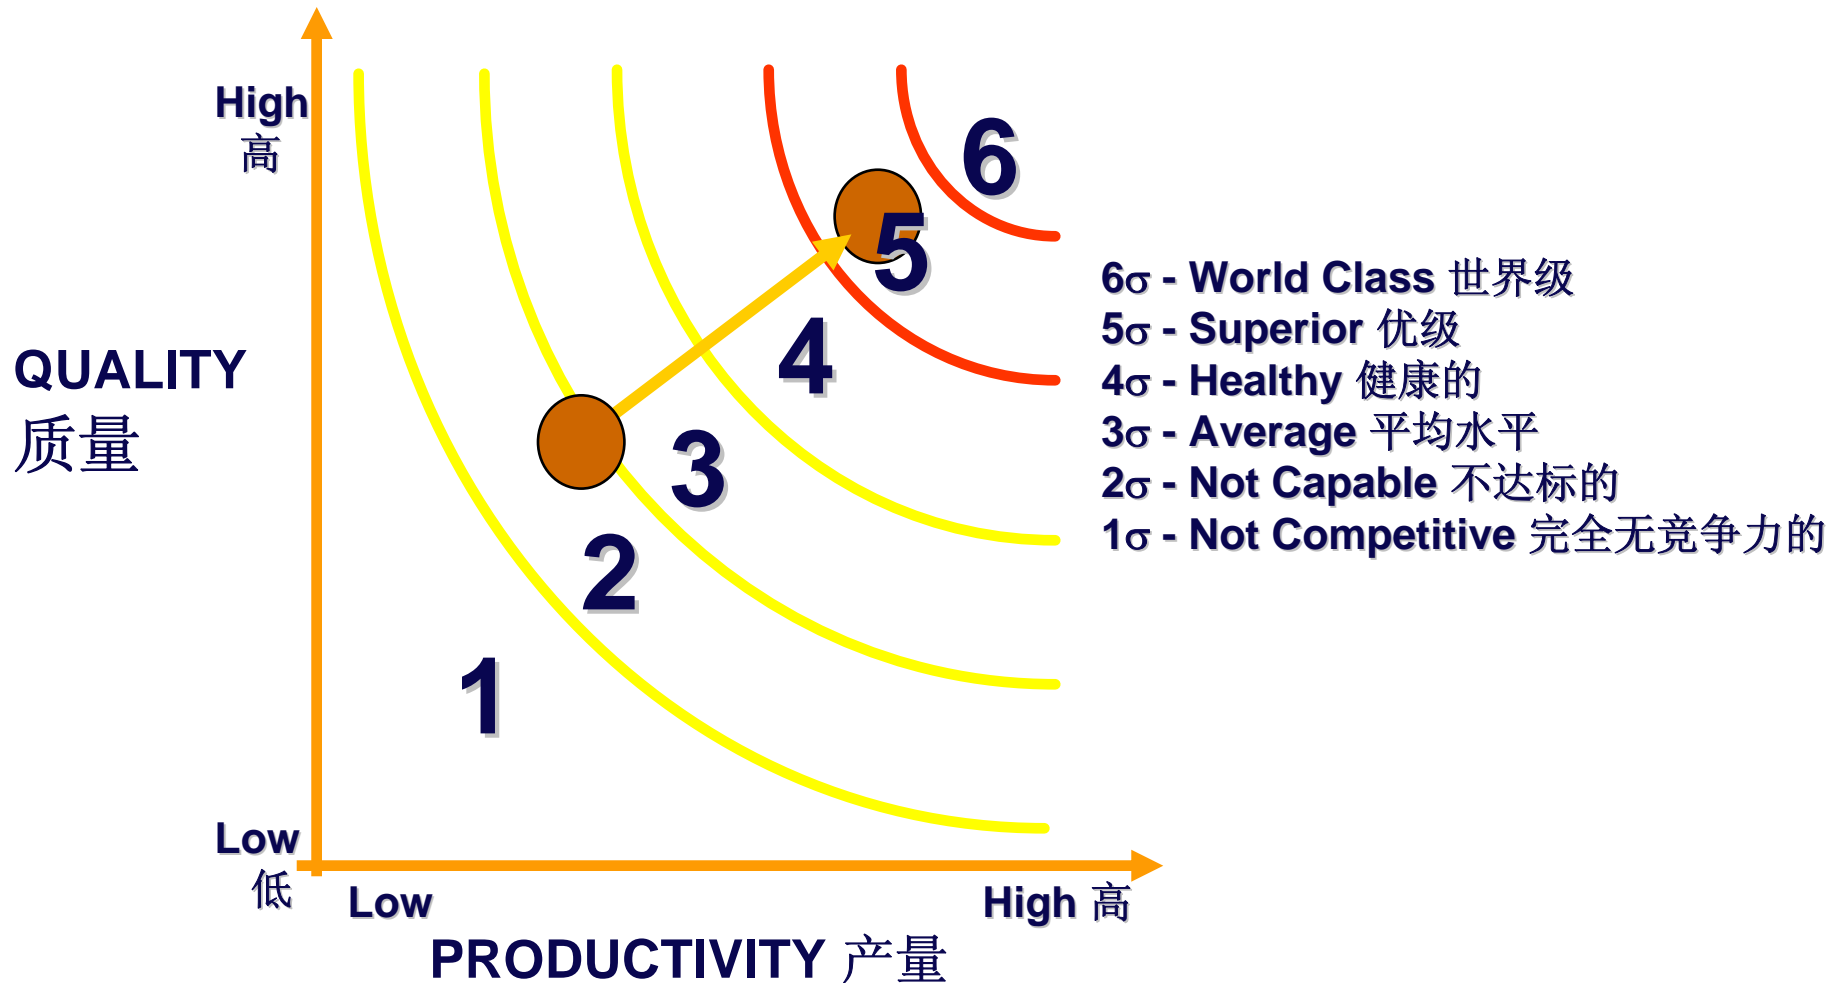 High
高
6
5
6σ - World Class 世界级
5σ - Superior 优级
4σ - Healthy 健康的
3σ - Average 平均水平
2σ - Not Capable 不达标的
1σ - Not Competitive 完全无竞争力的
4
QUALITY
质量
3
2
1
Low
低
Low
High 高
PRODUCTIVITY 产量